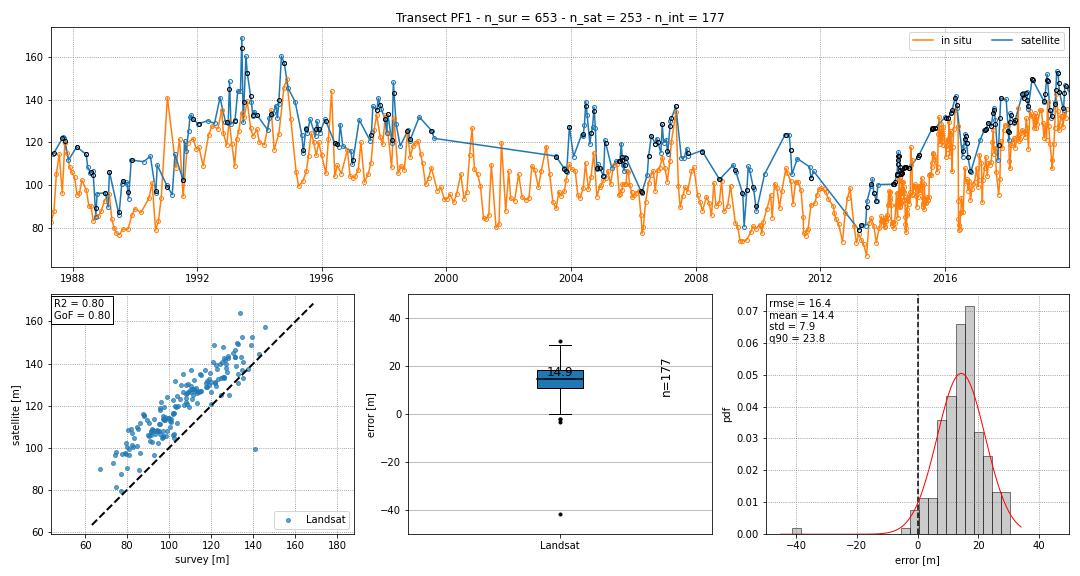 Transect PF1 - n_sur = 653 - n_sat = 253 - n_int = 177
in situ
satellite
160
140
120
100
80
1988
1992
1996
2000
2004
2008
2012
2016
R2 = 0.80
GoF = 0.80
160
140
120
100
80
60
satellite [m]
60
80
100
120
140
160
180
survey [m]
Landsat
40
20
0
−20
−40
error [m]
14.9
n=177
Landsat
rmse = 16.4
mean = 14.4
std = 7.9
q90 = 23.8
0.07
0.06
0.05
0.04
0.03
0.02
0.01
0.00
pdf
−40
−20
0
20
40
error [m]